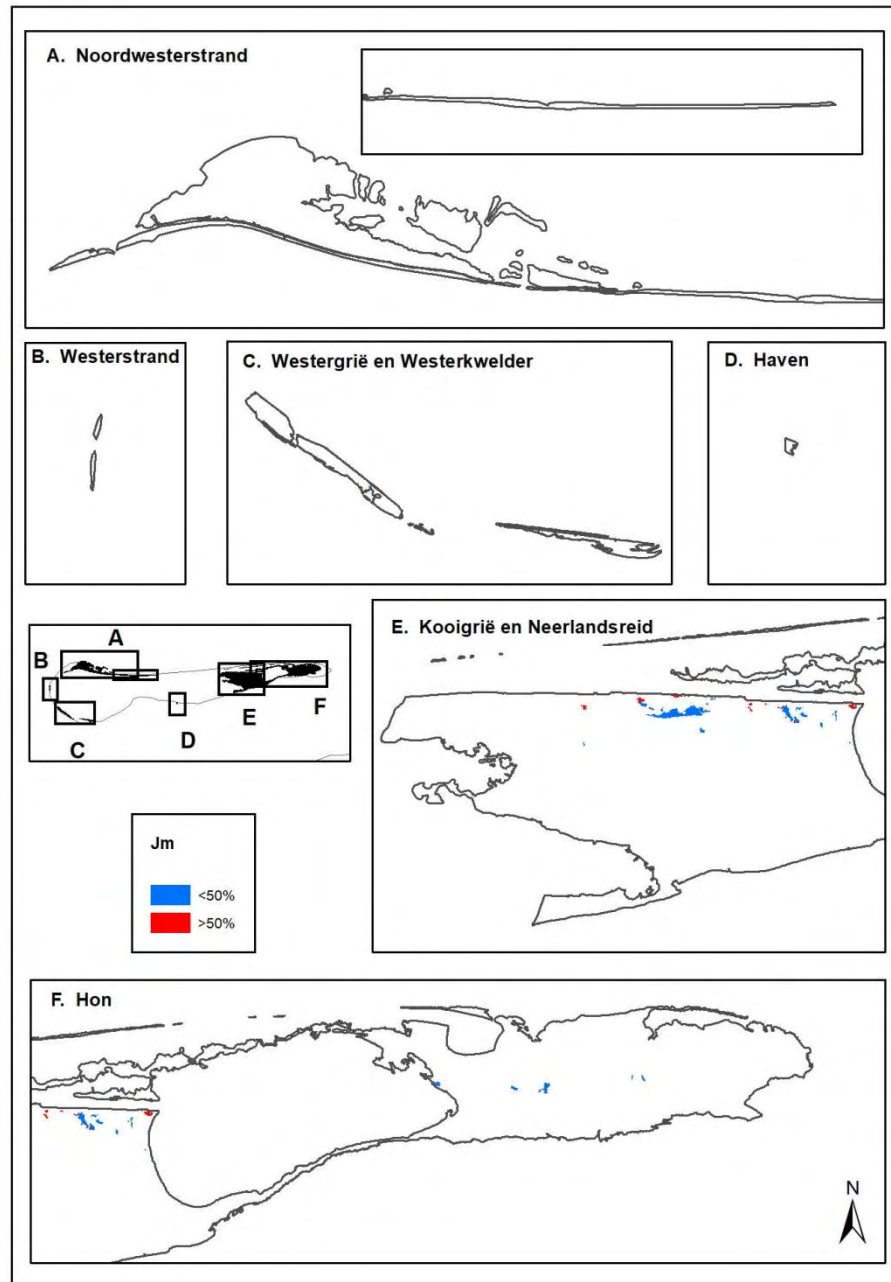 A. Noordwesterstrand
B. Westerstrand
C. Westergrië en Westerkwelder
D. Haven
A
B
C
D
E
F
E. Kooigrië en Neerlandsreid
Jm
<50%
>50%
F. Hon
N